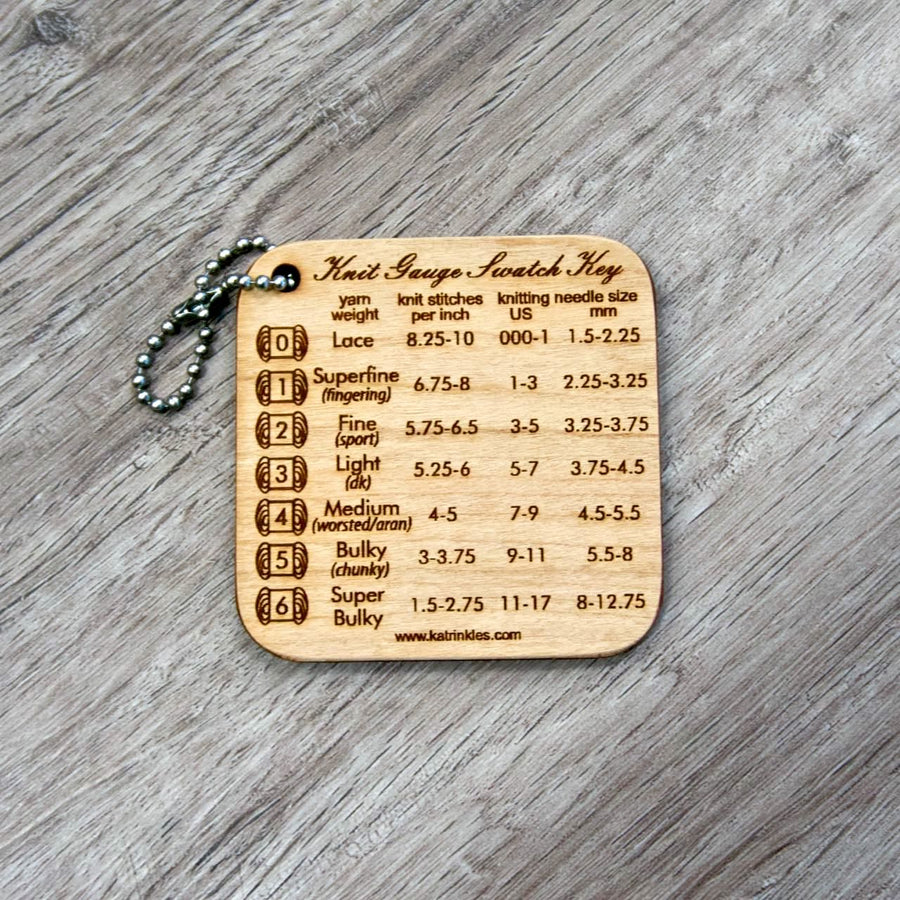 Knit Gauge Swatch Key
yarn weight knit stitches per inch knitting needle size US mm
0 Lace 8.25-10 000-1 1.5-2.25
1 Superfine (fingering) 6.75-8 1-3 2.25-3.25
2 Fine (sport) 5.75-6.5 3-5 3.25-3.75
3 Light (dk) 5.25-6 5-7 3.75-4.5
4 Medium (worsted/aran) 4-5 7-9 4.5-5.5
5 Bulky (chunky) 3-3.75 9-11 5.5-8
6 Super Bulky 1.5-2.75 11-17 8-12.75
www.katrinkles.com